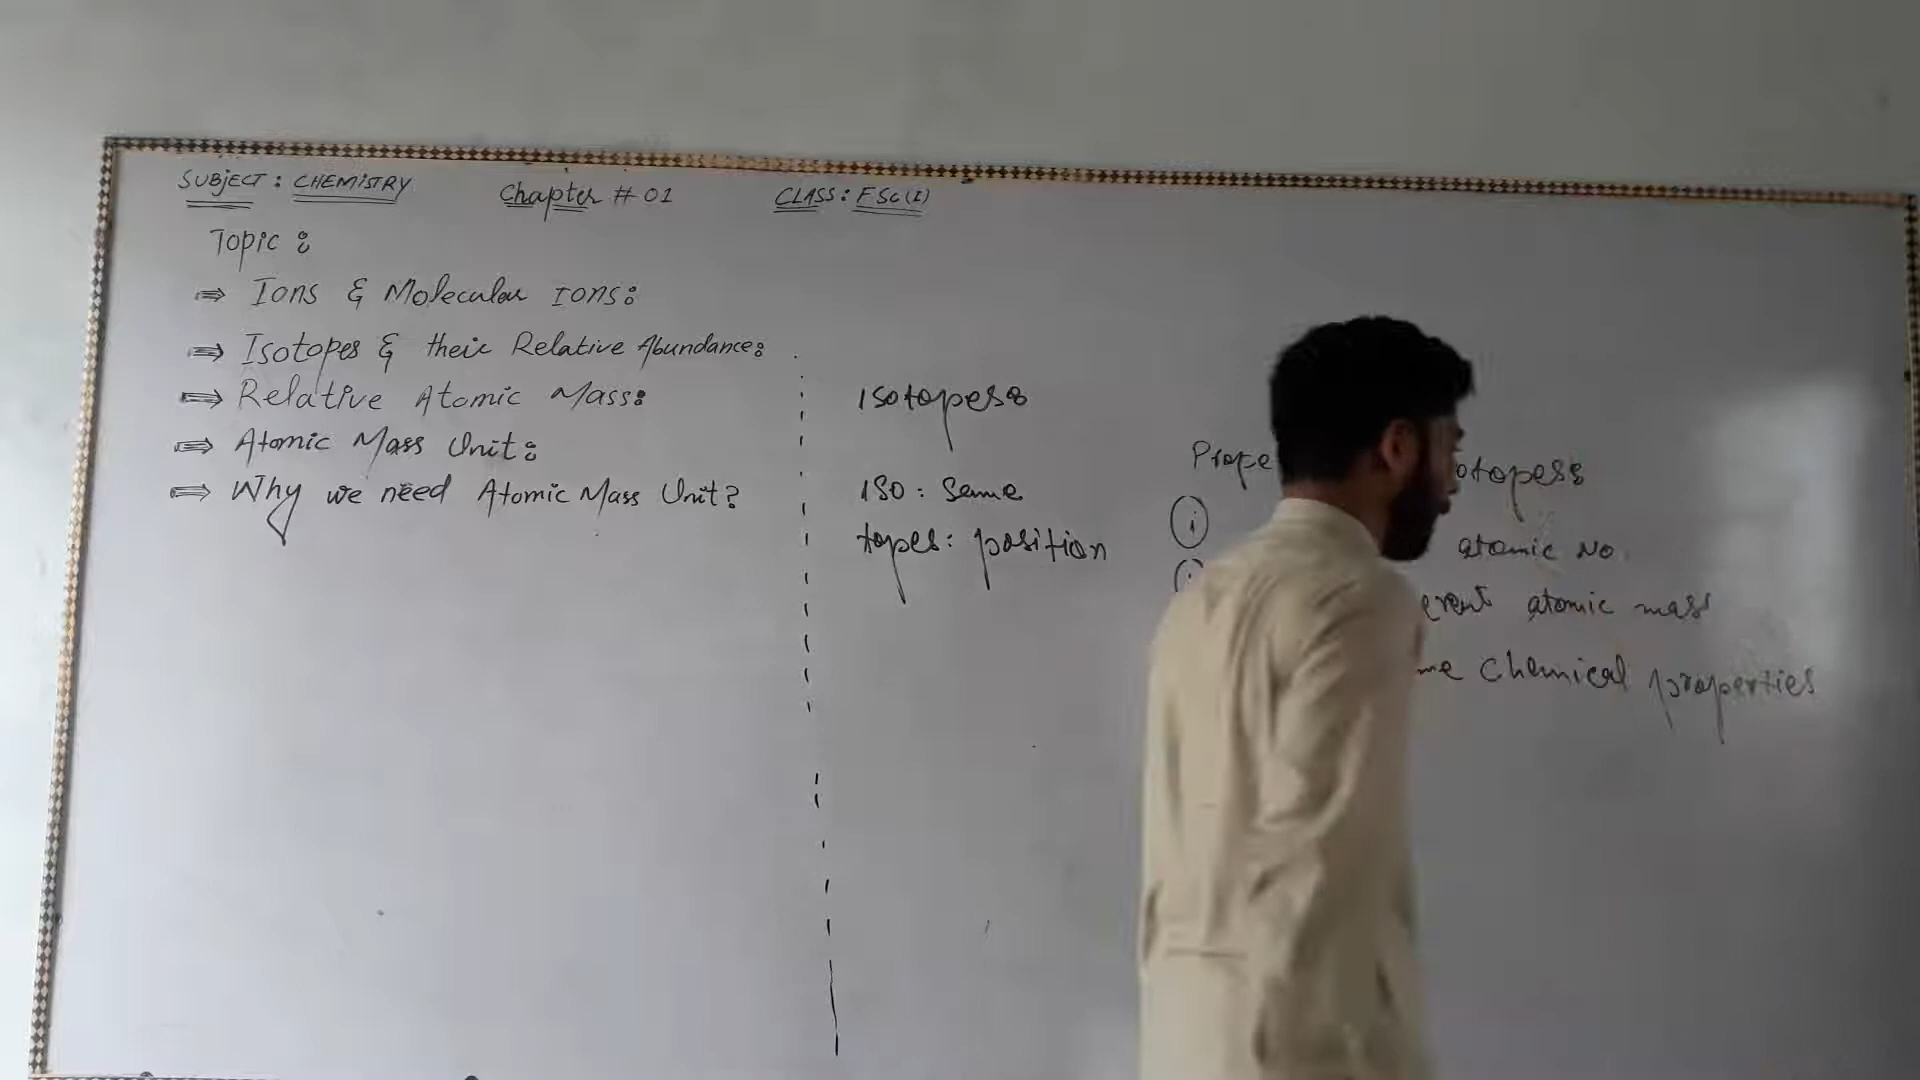 SUBJECT : CHEMISTRY Chapter # 01 CLASS: FSc(I)
Topic :
⇒ Ions & Molecular Ions:
⇒ Isotopes & their Relative Abundance:
⇒ Relative Atomic Mass:
⇒ Atomic Mass Unit:
⇒ Why we need Atomic Mass Unit?
Isotopes:
Iso : Same
topes: position
Prope otopes:
(i) atomic No.
erent atomic mass
me Chemical properties